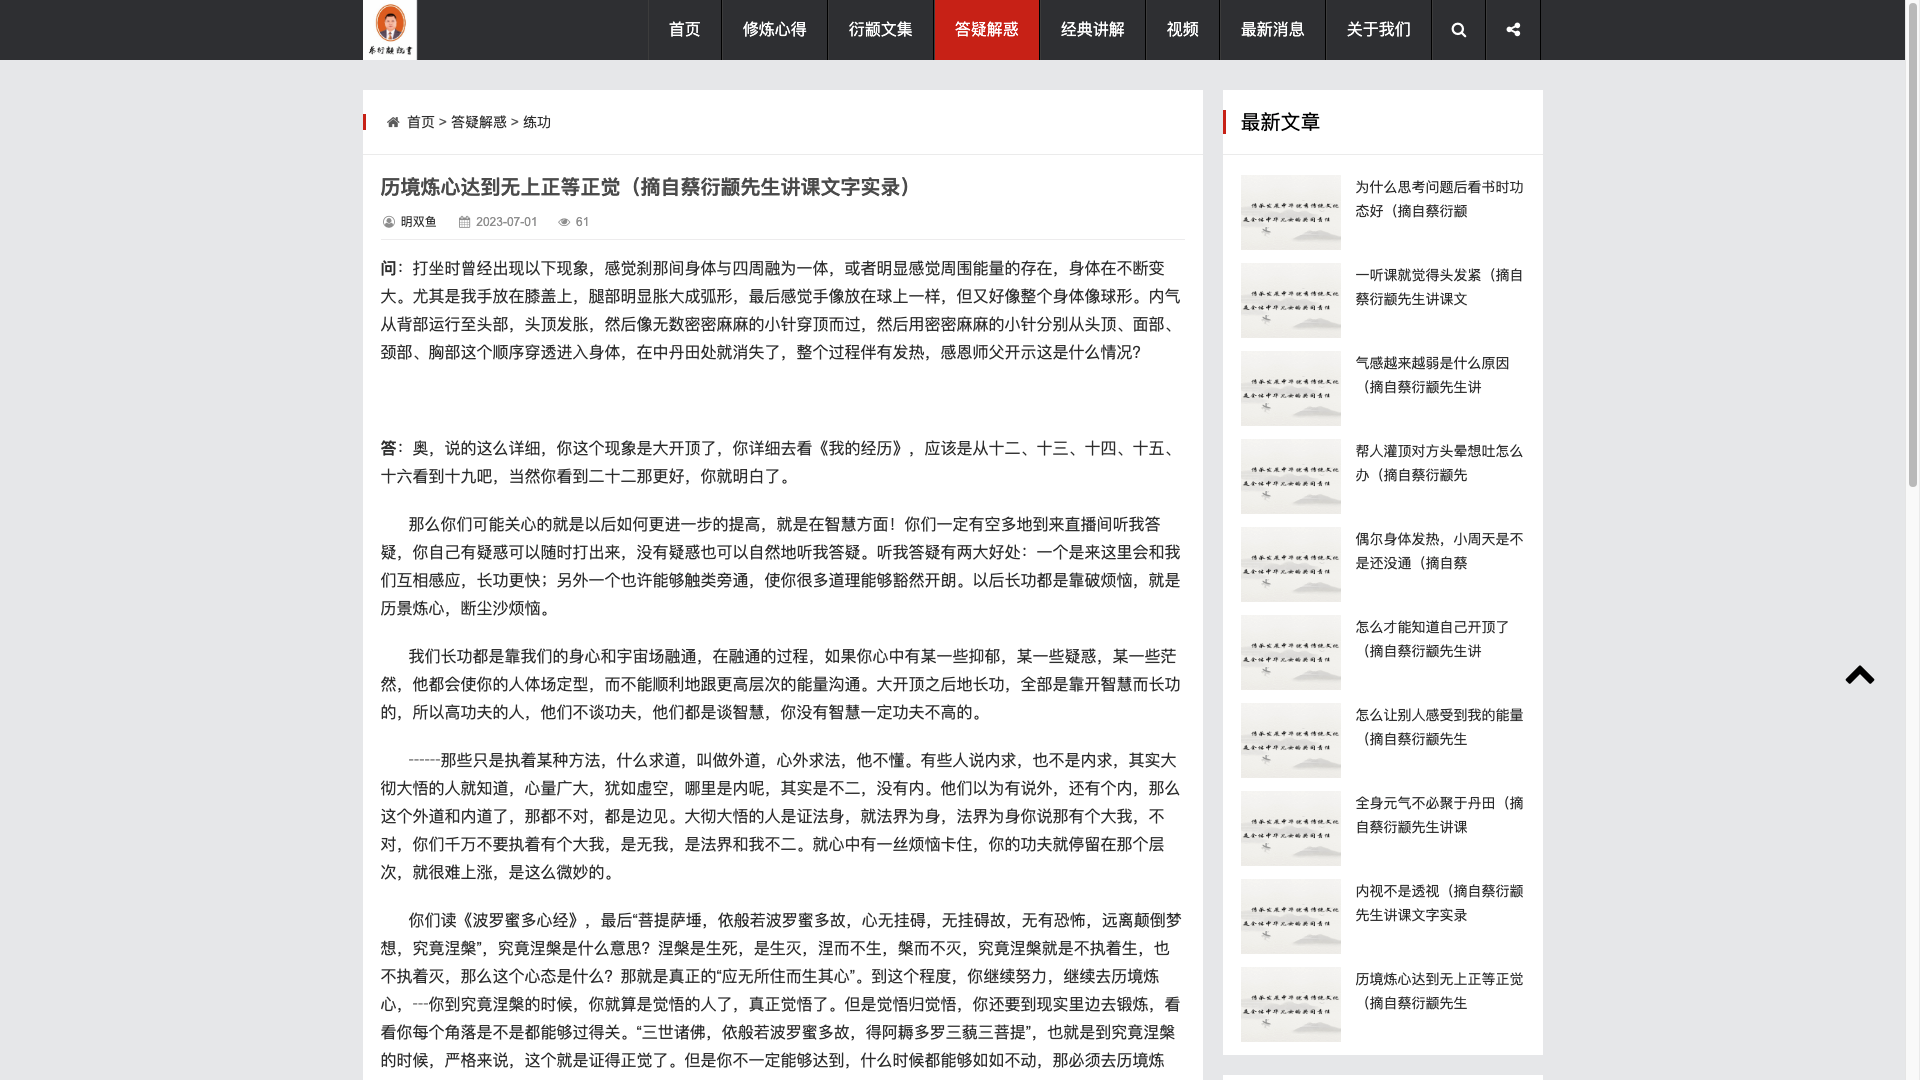 首页
修炼心得
衍颛文集
答疑解惑
经典讲解
视频
最新消息
关于我们
首页 > 答疑解惑 > 练功
历境炼心达到无上正等正觉（摘自蔡衍颛先生讲课文字实录）
明双鱼 2023-07-01 61
问：打坐时曾经出现以下现象，感觉刹那间身体与四周融为一体，或者明显感觉周围能量的存在，身体在不断变
大。尤其是我手放在膝盖上，腿部明显胀大成弧形，最后感觉手像放在球上一样，但又好像整个身体像球形。内气
从背部运行至头部，头顶发胀，然后像无数密密麻麻的小针穿顶而过，然后用密密麻麻的小针分别从头顶、面部、
颈部、胸部这个顺序穿透进入身体，在中丹田处就消失了，整个过程伴有发热，感恩师父开示这是什么情况？
答：奥，说的这么详细，你这个现象是大开顶了，你详细去看《我的经历》，应该是从十二、十三、十四、十五、
十六看到十九吧，当然你看到二十二那更好，你就明白了。
那么你们可能关心的就是以后如何更进一步的提高，就是在智慧方面！你们一定有空多地到来直播间听我答
疑，你自己有疑惑可以随时打出来，没有疑惑也可以自然地听我答疑。听我答疑有两大好处：一个是来这里会和我
们互相感应，长功更快；另外一个也许能够触类旁通，使你很多道理能够豁然开朗。以后长功都是靠破烦恼，就是
历景炼心，断尘沙烦恼。
我们长功都是靠我们的身心和宇宙场融通，在融通的过程，如果你心中有某一些抑郁，某一些疑惑，某一些茫
然，他都会使你的人体场定型，而不能顺利地跟更高层次的能量沟通。大开顶之后地长功，全部是靠开智慧而长功
的，所以高功夫的人，他们不谈功夫，他们都是谈智慧，你没有智慧一定功夫不高的。
------那些只是执着某种方法，什么求道，叫做外道，心外求法，他不懂。有些人说内求，也不是内求，其实大
彻大悟的人就知道，心量广大，犹如虚空，哪里是内呢，其实是不二，没有内。他们以为有说外，还有个内，那么
这个外道和内道了，那都不对，都是边见。大彻大悟的人是证法身，就法界为身，法界为身你说那有个大我，不
对，你们千万不要执着有个大我，是无我，是法界和我不二。就心中有一丝烦恼卡住，你的功夫就停留在那个层
次，就很难上涨，是这么微妙的。
你们读《波罗蜜多心经》，最后“菩提萨埵，依般若波罗蜜多故，心无挂碍，无挂碍故，无有恐怖，远离颠倒梦
想，究竟涅槃”，究竟涅槃是什么意思？涅槃是生死，是生灭，涅而不生，槃而不灭，究竟涅槃就是不执着生，也
不执着灭，那么这个心态是什么？那就是真正的“应无所住而生其心”。到这个程度，你继续努力，继续去历境炼
心，---你到究竟涅槃的时候，你就算是觉悟的人了，真正觉悟了。但是觉悟归觉悟，你还要到现实里边去锻炼，看
看你每个角落是不是都能够过得关。“三世诸佛，依般若波罗蜜多故，得阿耨多罗三藐三菩提”，也就是到究竟涅槃
的时候，严格来说，这个就是证得正觉了。但是你不一定能够达到，什么时候都能够如如不动，那必须去历境炼
最新文章
为什么思考问题后看书时功
态好（摘自蔡衍颛
一听课就觉得头发紧（摘自
蔡衍颛先生讲课文
气感越来越弱是什么原因
（摘自蔡衍颛先生讲
帮人灌顶对方头晕想吐怎么
办（摘自蔡衍颛先
偶尔身体发热，小周天是不
是还没通（摘自蔡
怎么才能知道自己开顶了
（摘自蔡衍颛先生讲
怎么让别人感受到我的能量
（摘自蔡衍颛先生
全身元气不必聚于丹田（摘
自蔡衍颛先生讲课
内视不是透视（摘自蔡衍颛
先生讲课文字实录
历境炼心达到无上正等正觉
（摘自蔡衍颛先生